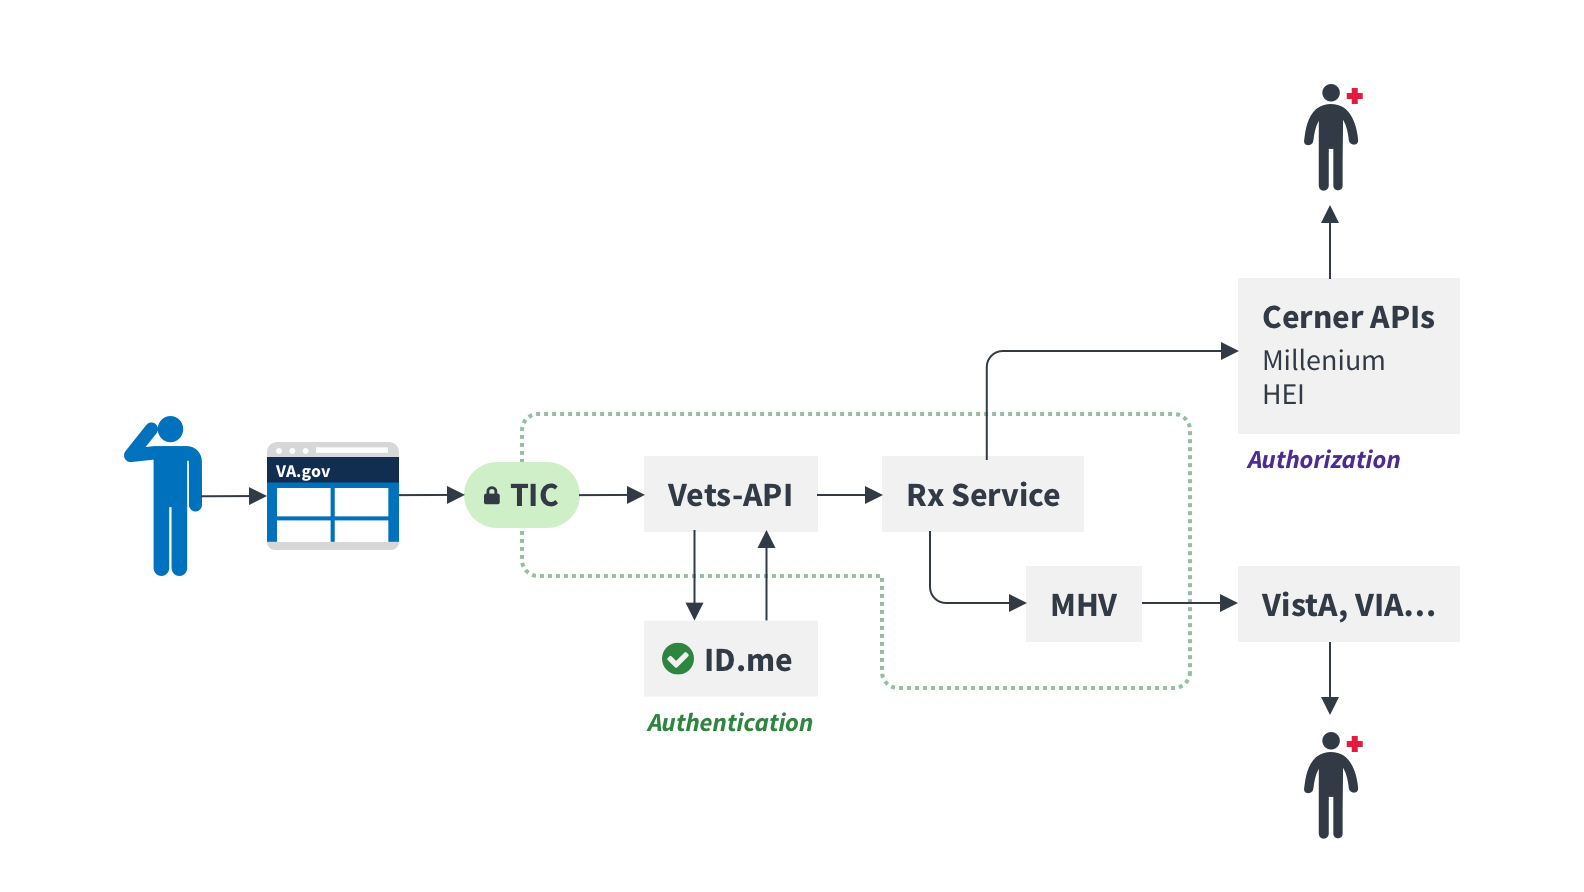 VA.gov
TIC
Vets-API
Rx Service
Cerner APIs
Millenium
HEI
Authorization
MHV
VistA, VIA...
ID.me
Authentication